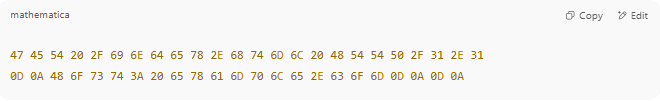 mathematica
Copy
Edit
47 45 54 20 2F 69 6E 64 65 78 2E 68 74 6D 6C 20 48 54 54 50 2F 31 2E 31
0D 0A 48 6F 73 74 3A 20 65 78 61 6D 70 6C 65 2E 63 6F 6D 0D 0A 0D 0A